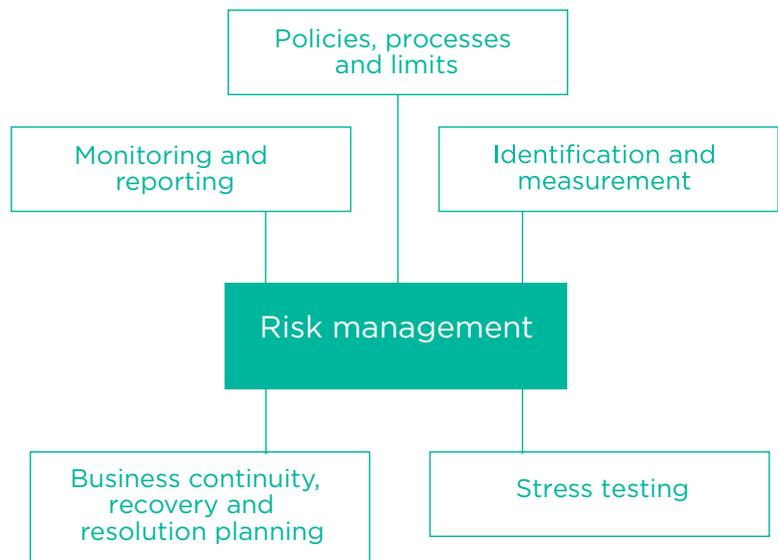 Policies, processes
and limits
Monitoring and
reporting
Identification and
measurement
Risk management
Business continuity,
recovery and
resolution planning
Stress testing